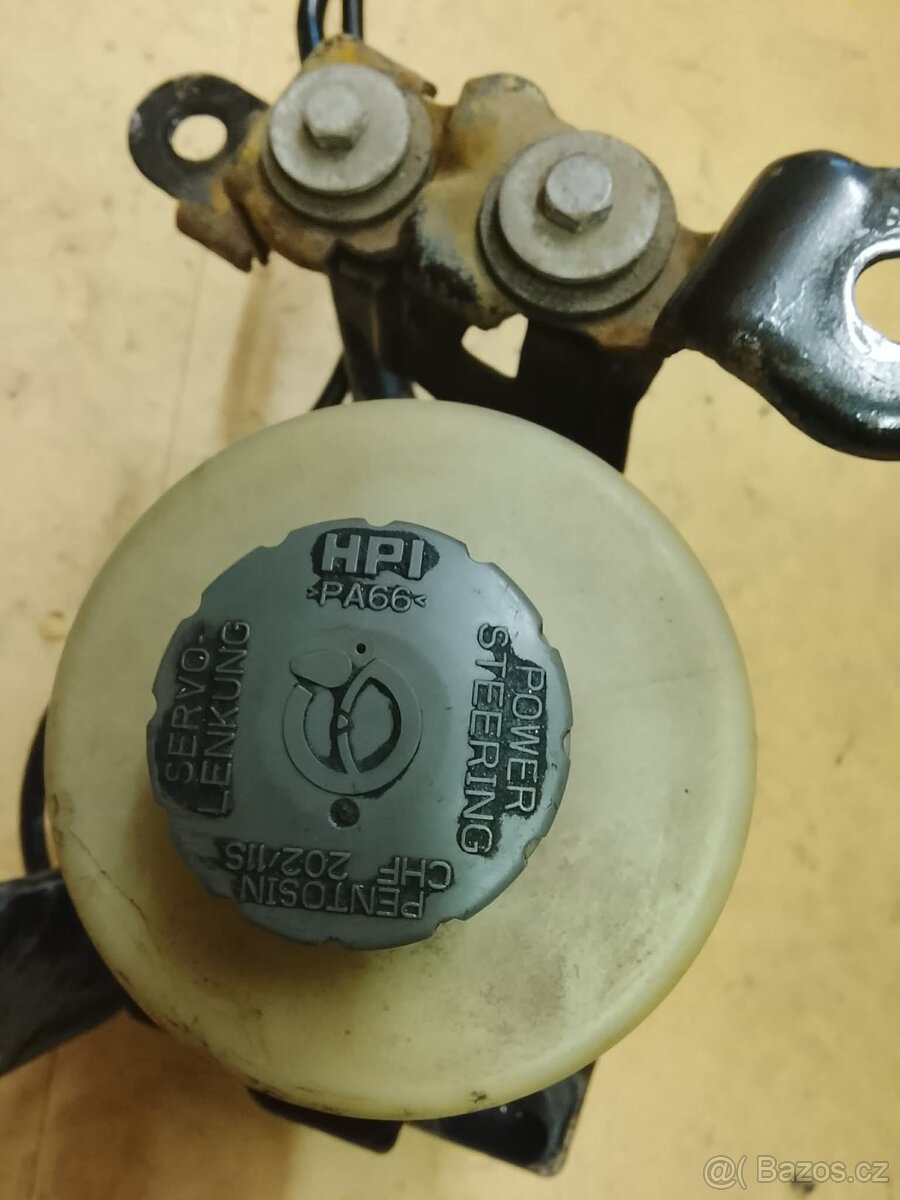 HPI
>PA66<
SERVO-
LENKUNG
POWER
STEERING
PENTOSIN
CHF 202/11S
@( Bazos.cz